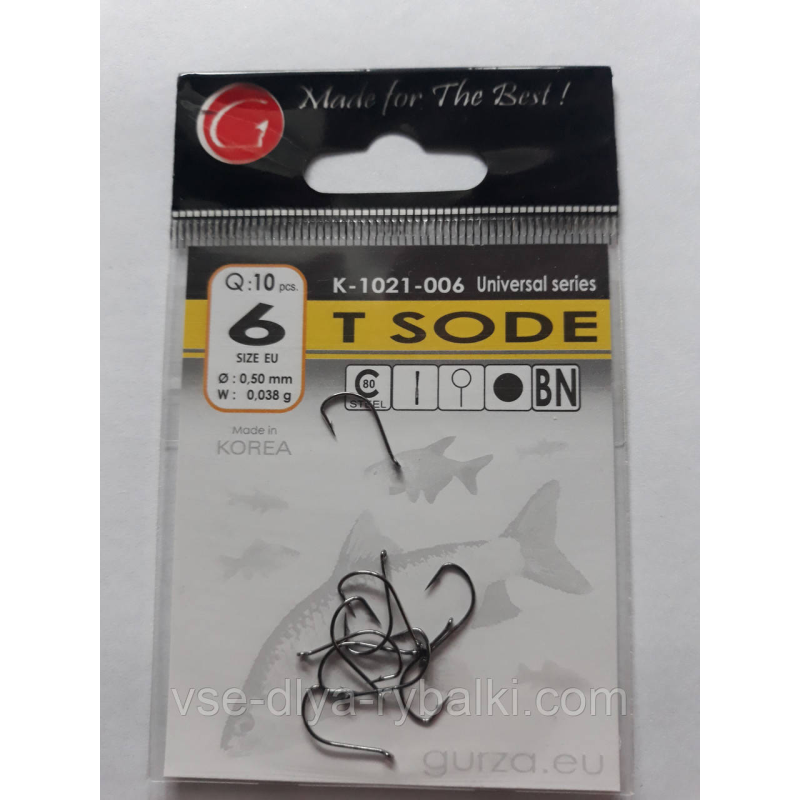 G
Made for The Best!
Q:10 pcs.
6
SIZE EU
Ø : 0,50 mm
W : 0,038 g
K-1021-006 Universal series
T SODE
C 80 STEEL
BN
Made in
KOREA
vse-dlya-rybalki.com
gurza.eu